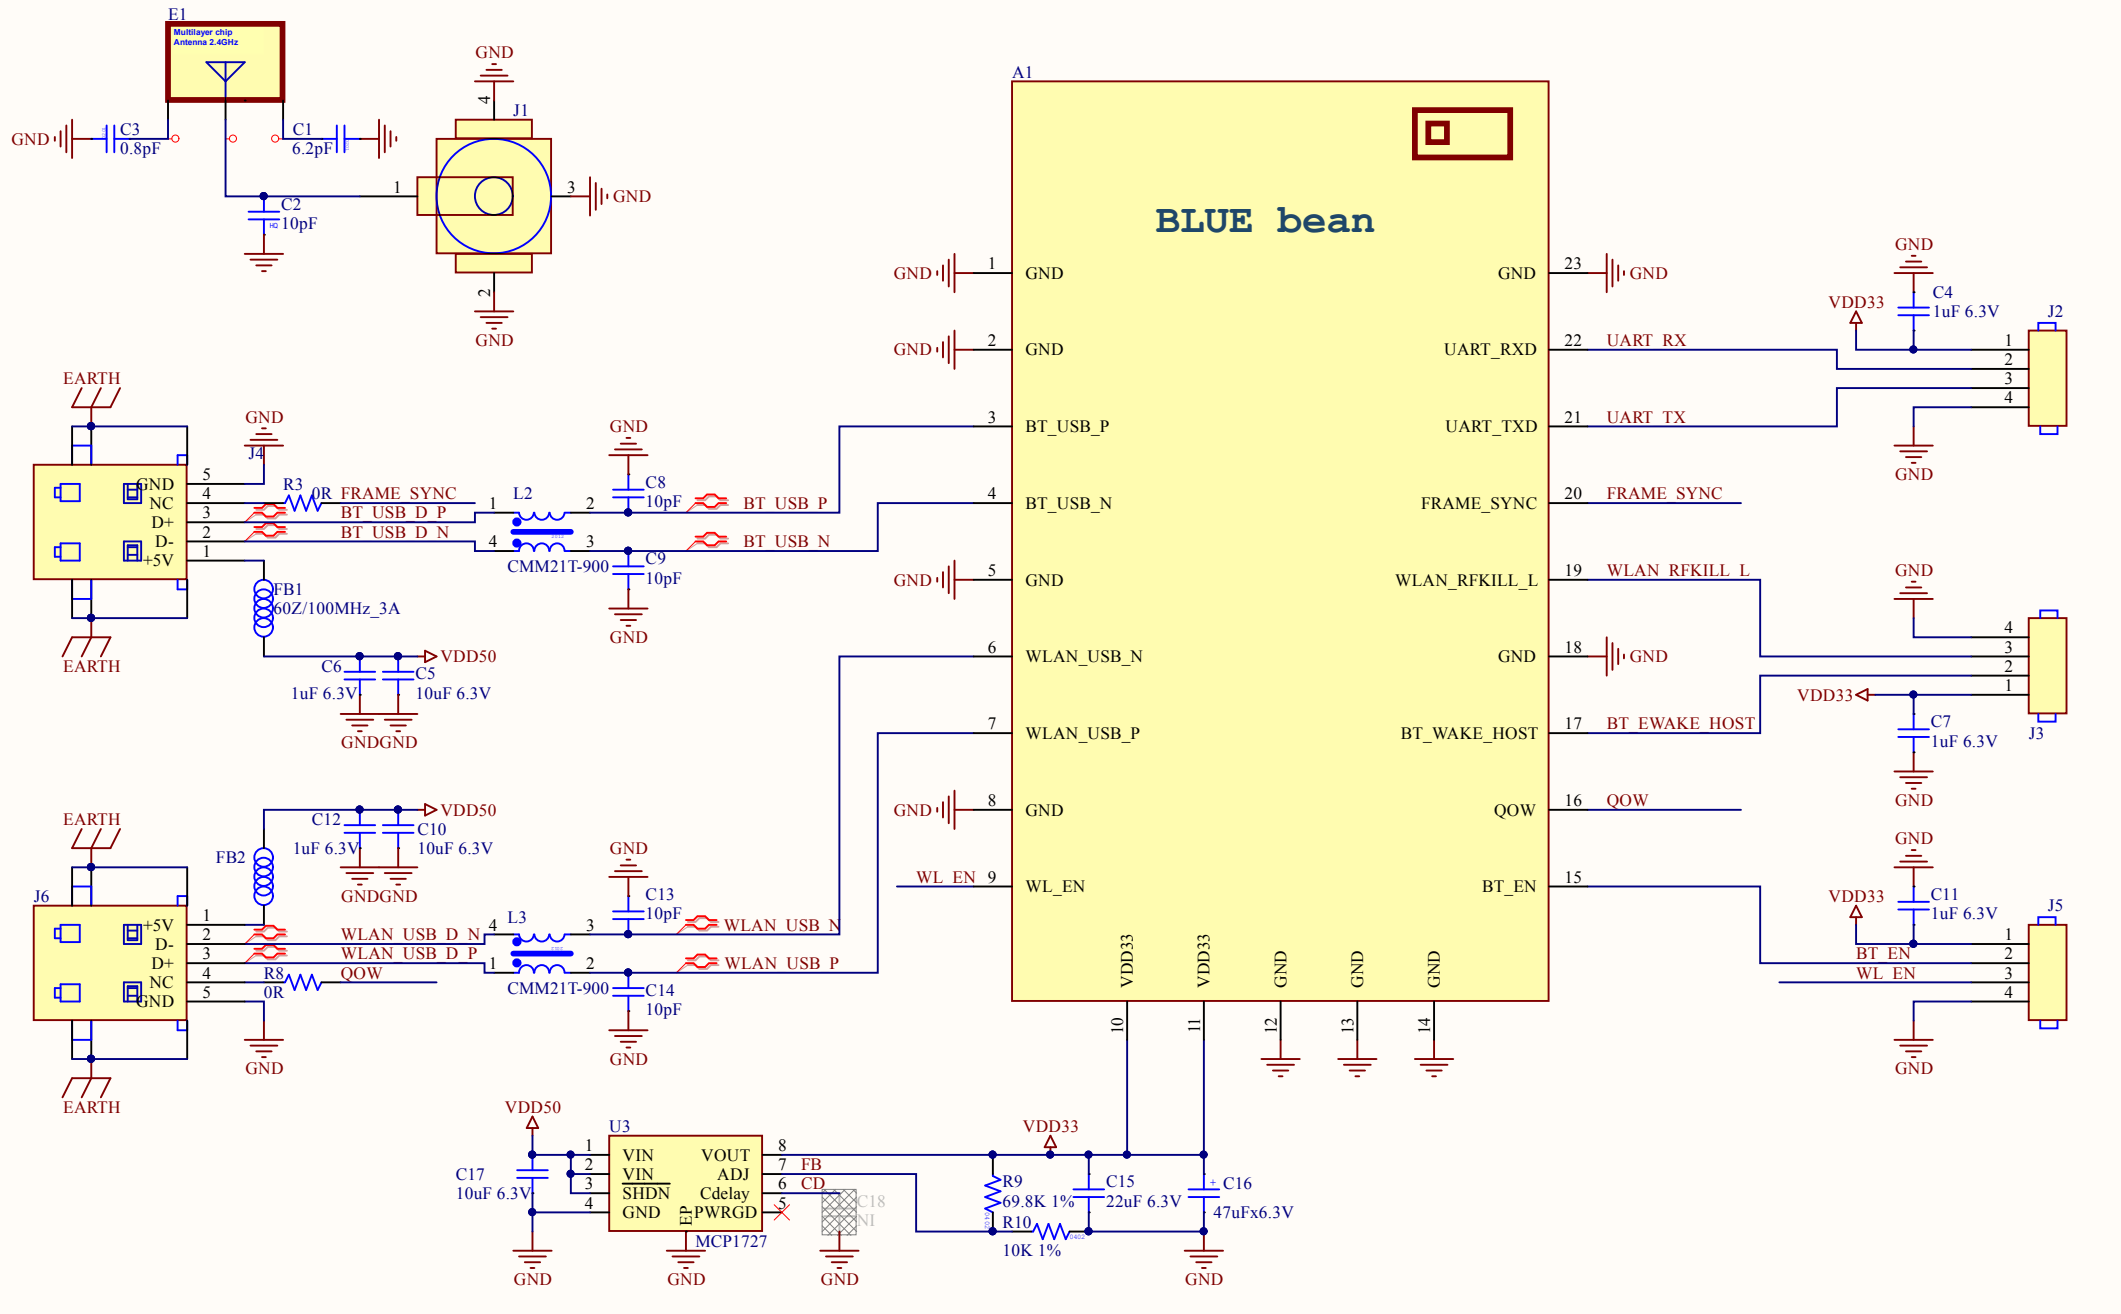 E1
Multilayer chip
Antenna 2.4GHz
GND
C3
0.8pF
C1
6.2pF
C2
10pF
GND
4
J1
1
3
GND
2
GND
A1
BLUE bean
GND 1 GND
GND 2 GND
3 BT_USB_P
4 BT_USB_N
GND 5 GND
6 WLAN_USB_N
7 WLAN_USB_P
GND 8 GND
WL_EN 9 WL_EN
GND 23 GND
UART_RXD 22 UART_RX
UART_TXD 21 UART_TX
FRAME_SYNC 20 FRAME_SYNC
WLAN_RFKILL_L 19 WLAN_RFKILL_L
GND 18 GND
BT_WAKE_HOST 17 BT_EWAKE_HOST
QOW 16 QOW
BT_EN 15
VDD33
VDD33
GND
GND
GND
10
11
12
13
14
GND
C4
1uF 6.3V
VDD33
J2
1
2
3
4
GND
GND
4
3
2
1
VDD33
C7
1uF 6.3V
J3
GND
GND
C11
1uF 6.3V
VDD33
J5
1
BT_EN 2
WL_EN 3
4
GND
EARTH
GND
J4
GND 5
NC 4
D+ 3
D- 2
+5V 1
R3
0R
FRAME_SYNC
BT_USB_D_P
BT_USB_D_N
EARTH
FB1
60Z/100MHz_3A
C6
1uF 6.3V
C5
10uF 6.3V
VDD50
GND
GND
L2
1
2
4
3
CMM21T-900
GND
C8
10pF
BT_USB_P
BT_USB_N
C9
10pF
GND
EARTH
FB2
C12
1uF 6.3V
C10
10uF 6.3V
VDD50
GND
GND
J6
+5V 1
D- 2
D+ 3
NC 4
GND 5
WLAN_USB_D_N
WLAN_USB_D_P
R8
0R
QOW
GND
EARTH
L3
4
3
1
2
CMM21T-900
GND
C13
10pF
WLAN_USB_N
WLAN_USB_P
C14
10pF
GND
VDD50
C17
10uF 6.3V
GND
U3
1 VIN
2 VIN
3 SHDN
4 GND
VOUT 8
ADJ 7 FB
Cdelay 6 CD
PWRGD 5
EP
MCP1727
GND
C18
NI
GND
VDD33
R9
69.8K 1%
R10
10K 1%
0402
C15
22uF 6.3V
+
C16
47uFx6.3V
GND